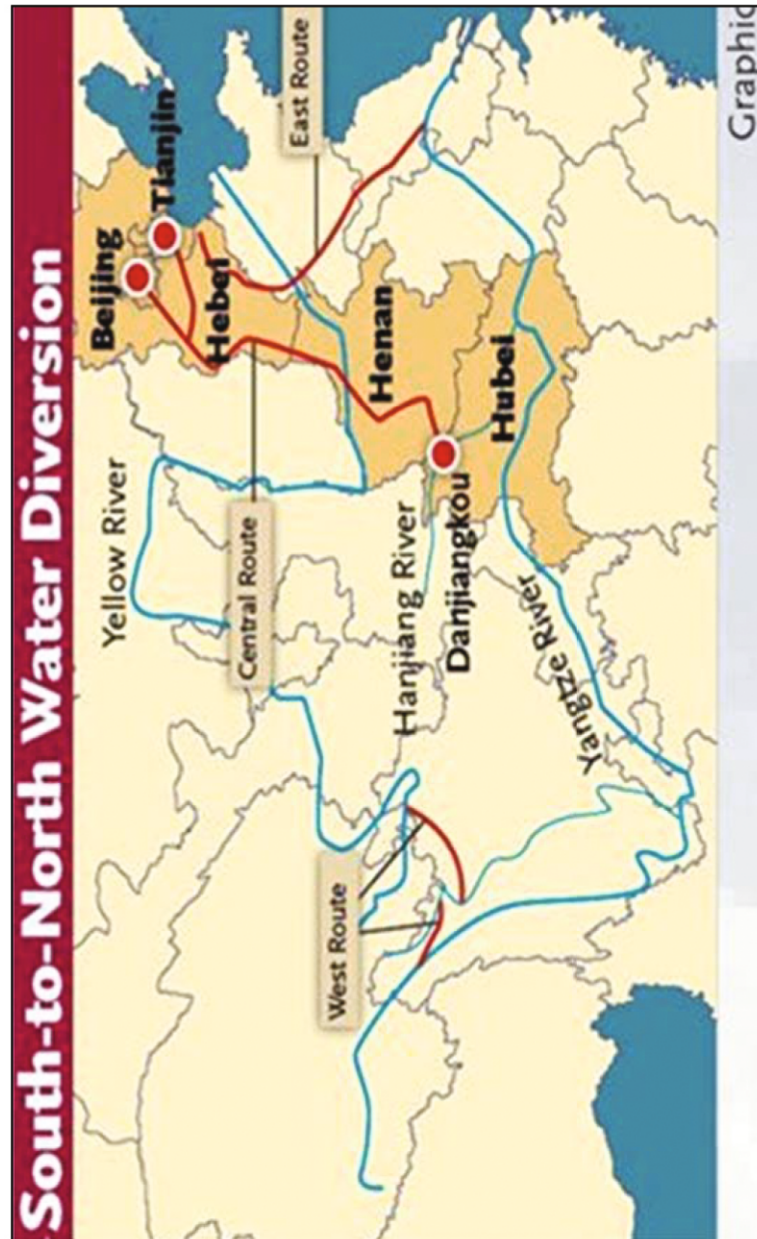 South-to-North Water Diversion
Beijing
Tianjin
Yellow River
Hebei
East Route
Central Route
West Route
Henan
Hanjiang River
Danjiangkou
Hubei
Yangtze River
Graphic